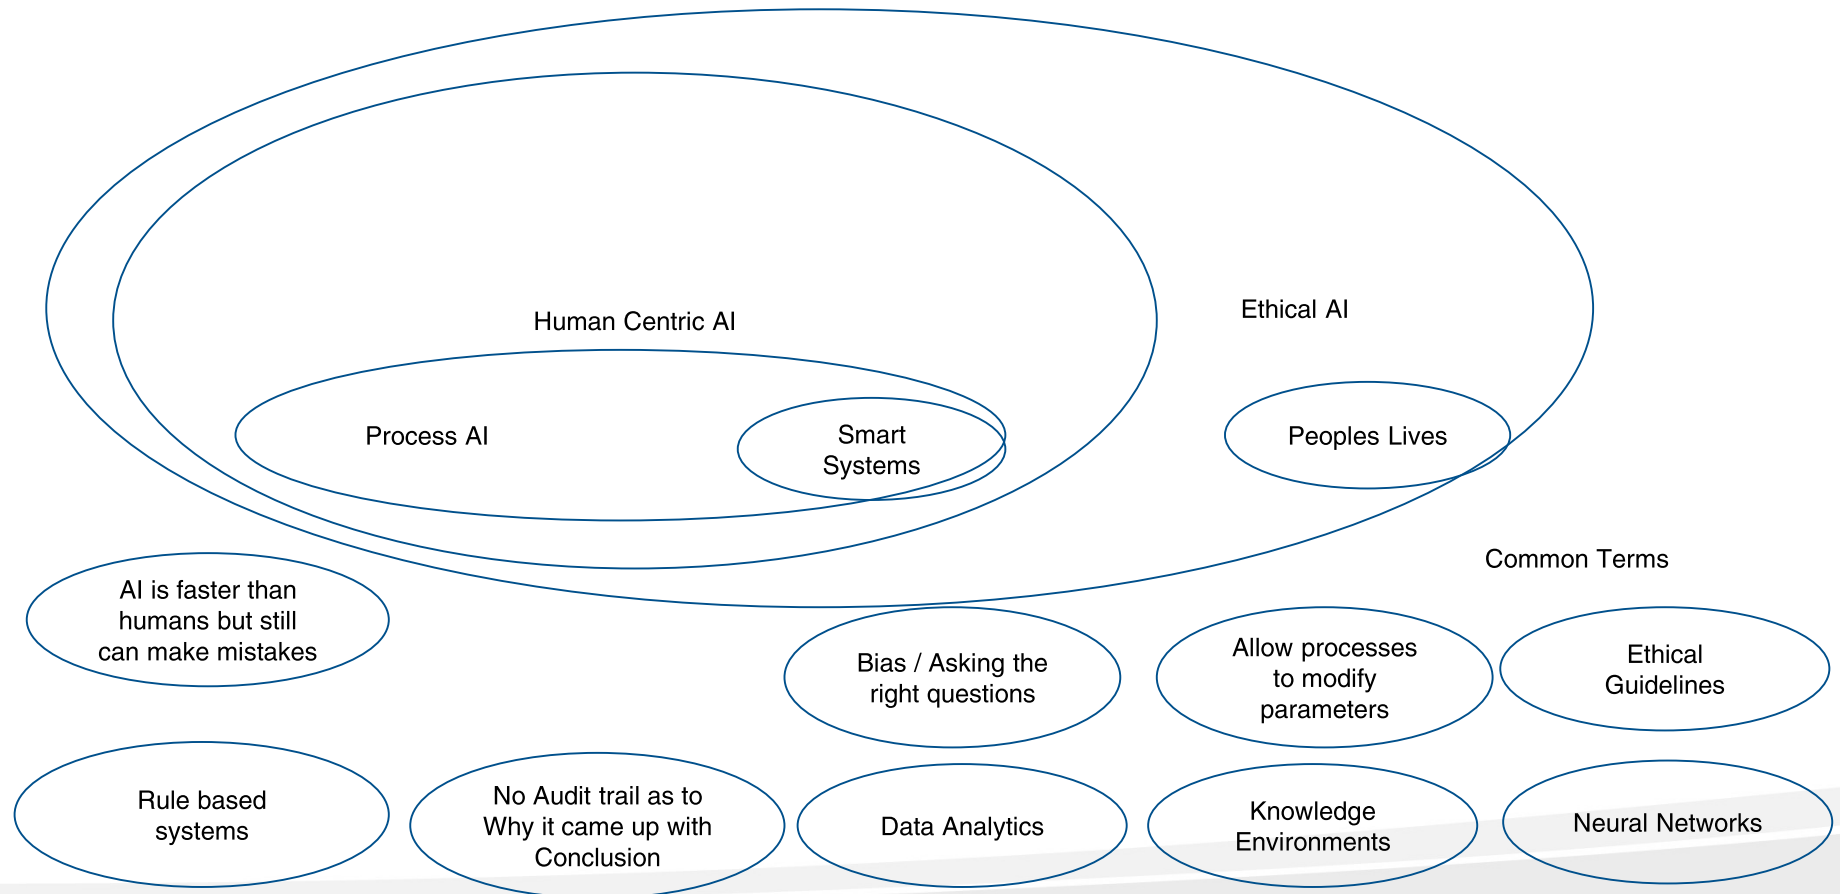 Human Centric AI
Ethical AI
Process AI
Smart
Systems
Peoples Lives
Common Terms
AI is faster than
humans but still
can make mistakes
Bias / Asking the
right questions
Allow processes
to modify
parameters
Ethical
Guidelines
Rule based
systems
No Audit trail as to
Why it came up with
Conclusion
Data Analytics
Knowledge
Environments
Neural Networks